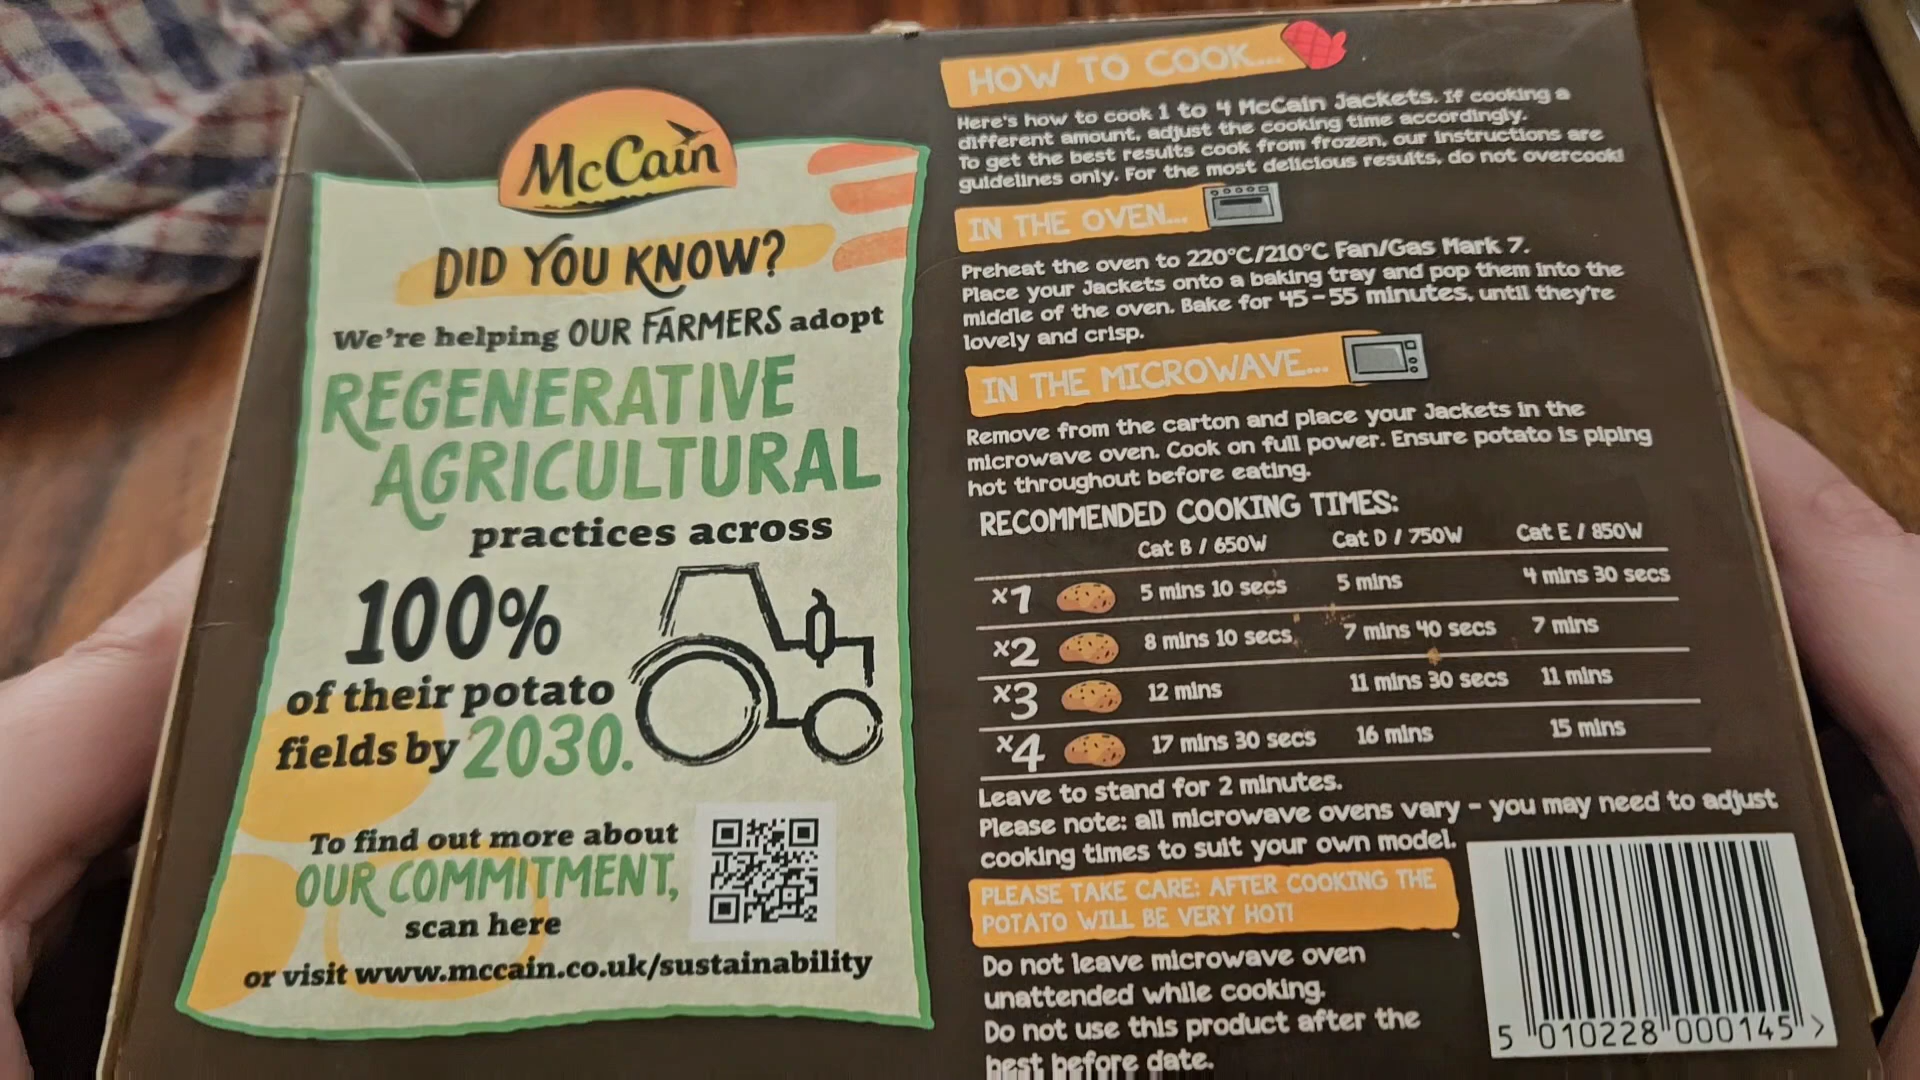 McCain
DID YOU KNOW?
We're helping OUR FARMERS adopt
REGENERATIVE
AGRICULTURAL
practices across
100%
of their potato
fields by 2030.
To find out more about
OUR COMMITMENT,
scan here
or visit www.mccain.co.uk/sustainability
HOW TO COOK...
Here's how to cook 1 to 4 McCain Jackets. If cooking a
different amount, adjust the cooking time accordingly.
To get the best results cook from frozen, our instructions are
guidelines only. For the most delicious results, do not overcook!
IN THE OVEN...
Preheat the oven to 220°C/210°C Fan/Gas Mark 7.
Place your Jackets onto a baking tray and pop them into the
middle of the oven. Bake for 45-55 minutes, until they're
lovely and crisp.
IN THE MICROWAVE...
Remove from the carton and place your Jackets in the
microwave oven. Cook on full power. Ensure potato is piping
hot throughout before eating.
RECOMMENDED COOKING TIMES:
Cat B / 650W Cat D / 750W Cat E / 850W
x1 5 mins 10 secs 5 mins 4 mins 30 secs
x2 8 mins 10 secs 7 mins 40 secs 7 mins
x3 12 mins 11 mins 30 secs 11 mins
x4 17 mins 30 secs 16 mins 15 mins
Leave to stand for 2 minutes.
Please note: all microwave ovens vary - you may need to adjust
cooking times to suit your own model.
PLEASE TAKE CARE: AFTER COOKING THE
POTATO WILL BE VERY HOT!
Do not leave microwave oven
unattended while cooking.
Do not use this product after the
best before date.
5 010228 000145 >